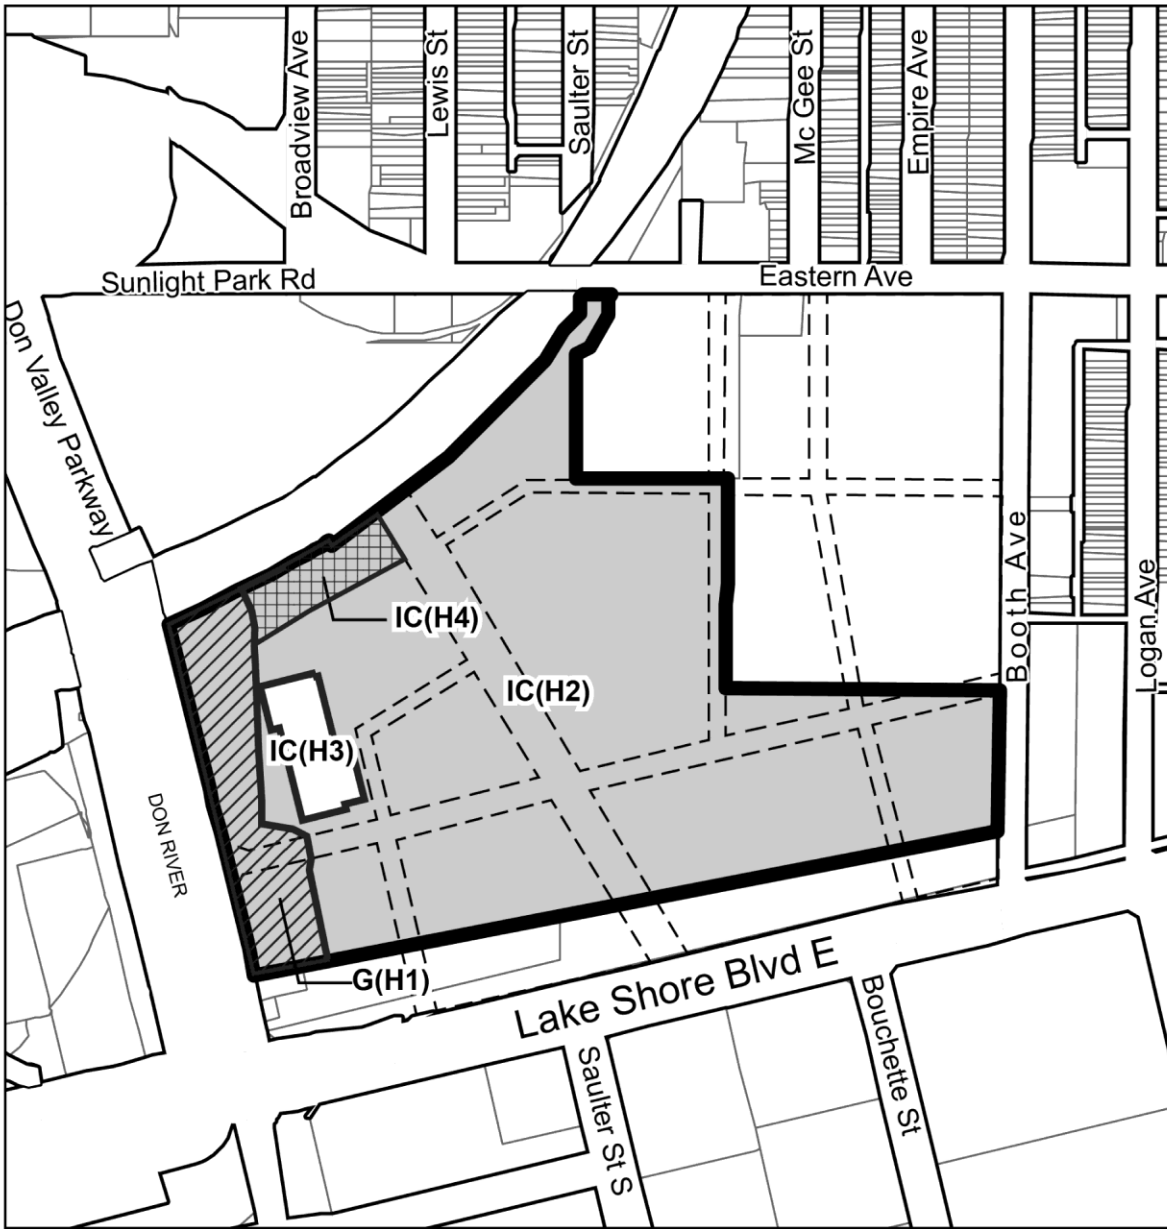 Broadview Ave
Lewis St
Saulter St
Mc Gee St
Empire Ave
Sunlight Park Rd
Eastern Ave
Don Valley Parkway
Booth Ave
Logan Ave
IC(H4)
IC(H2)
IC(H3)
DON RIVER
G(H1)
Lake Shore Blvd E
Saulter St S
Bouchette St